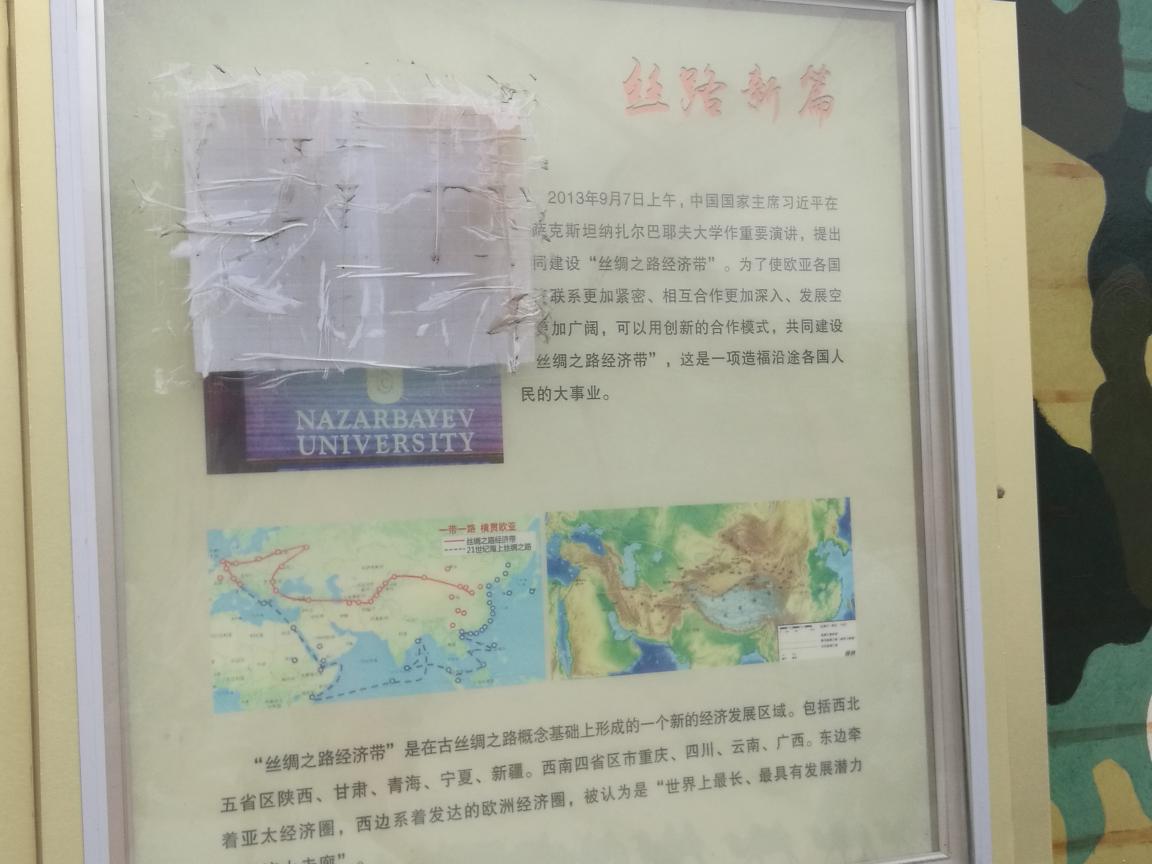 丝路新篇
2013年9月7日上午，中国国家主席习近平在
萨克斯坦纳扎尔巴耶夫大学作重要演讲，提出
同建设“丝绸之路经济带”。为了使欧亚各国
联系更加紧密、相互合作更加深入、发展空
更加广阔，可以用创新的合作模式，共同建设
丝绸之路经济带”，这是一项造福沿途各国人
民的大事业。
NAZARBAYEV
UNIVERSITY
一带一路 横贯欧亚
丝绸之路经济带
21世纪海上丝绸之路
“丝绸之路经济带”是在古丝绸之路概念基础上形成的一个新的经济发展区域。包括西北
五省区陕西、甘肃、青海、宁夏、新疆。西南四省区市重庆、四川、云南、广西。东边牵
着亚太经济圈，西边系着发达的欧洲经济圈，被认为是“世界上最长、最具有发展潜力
走廊”。